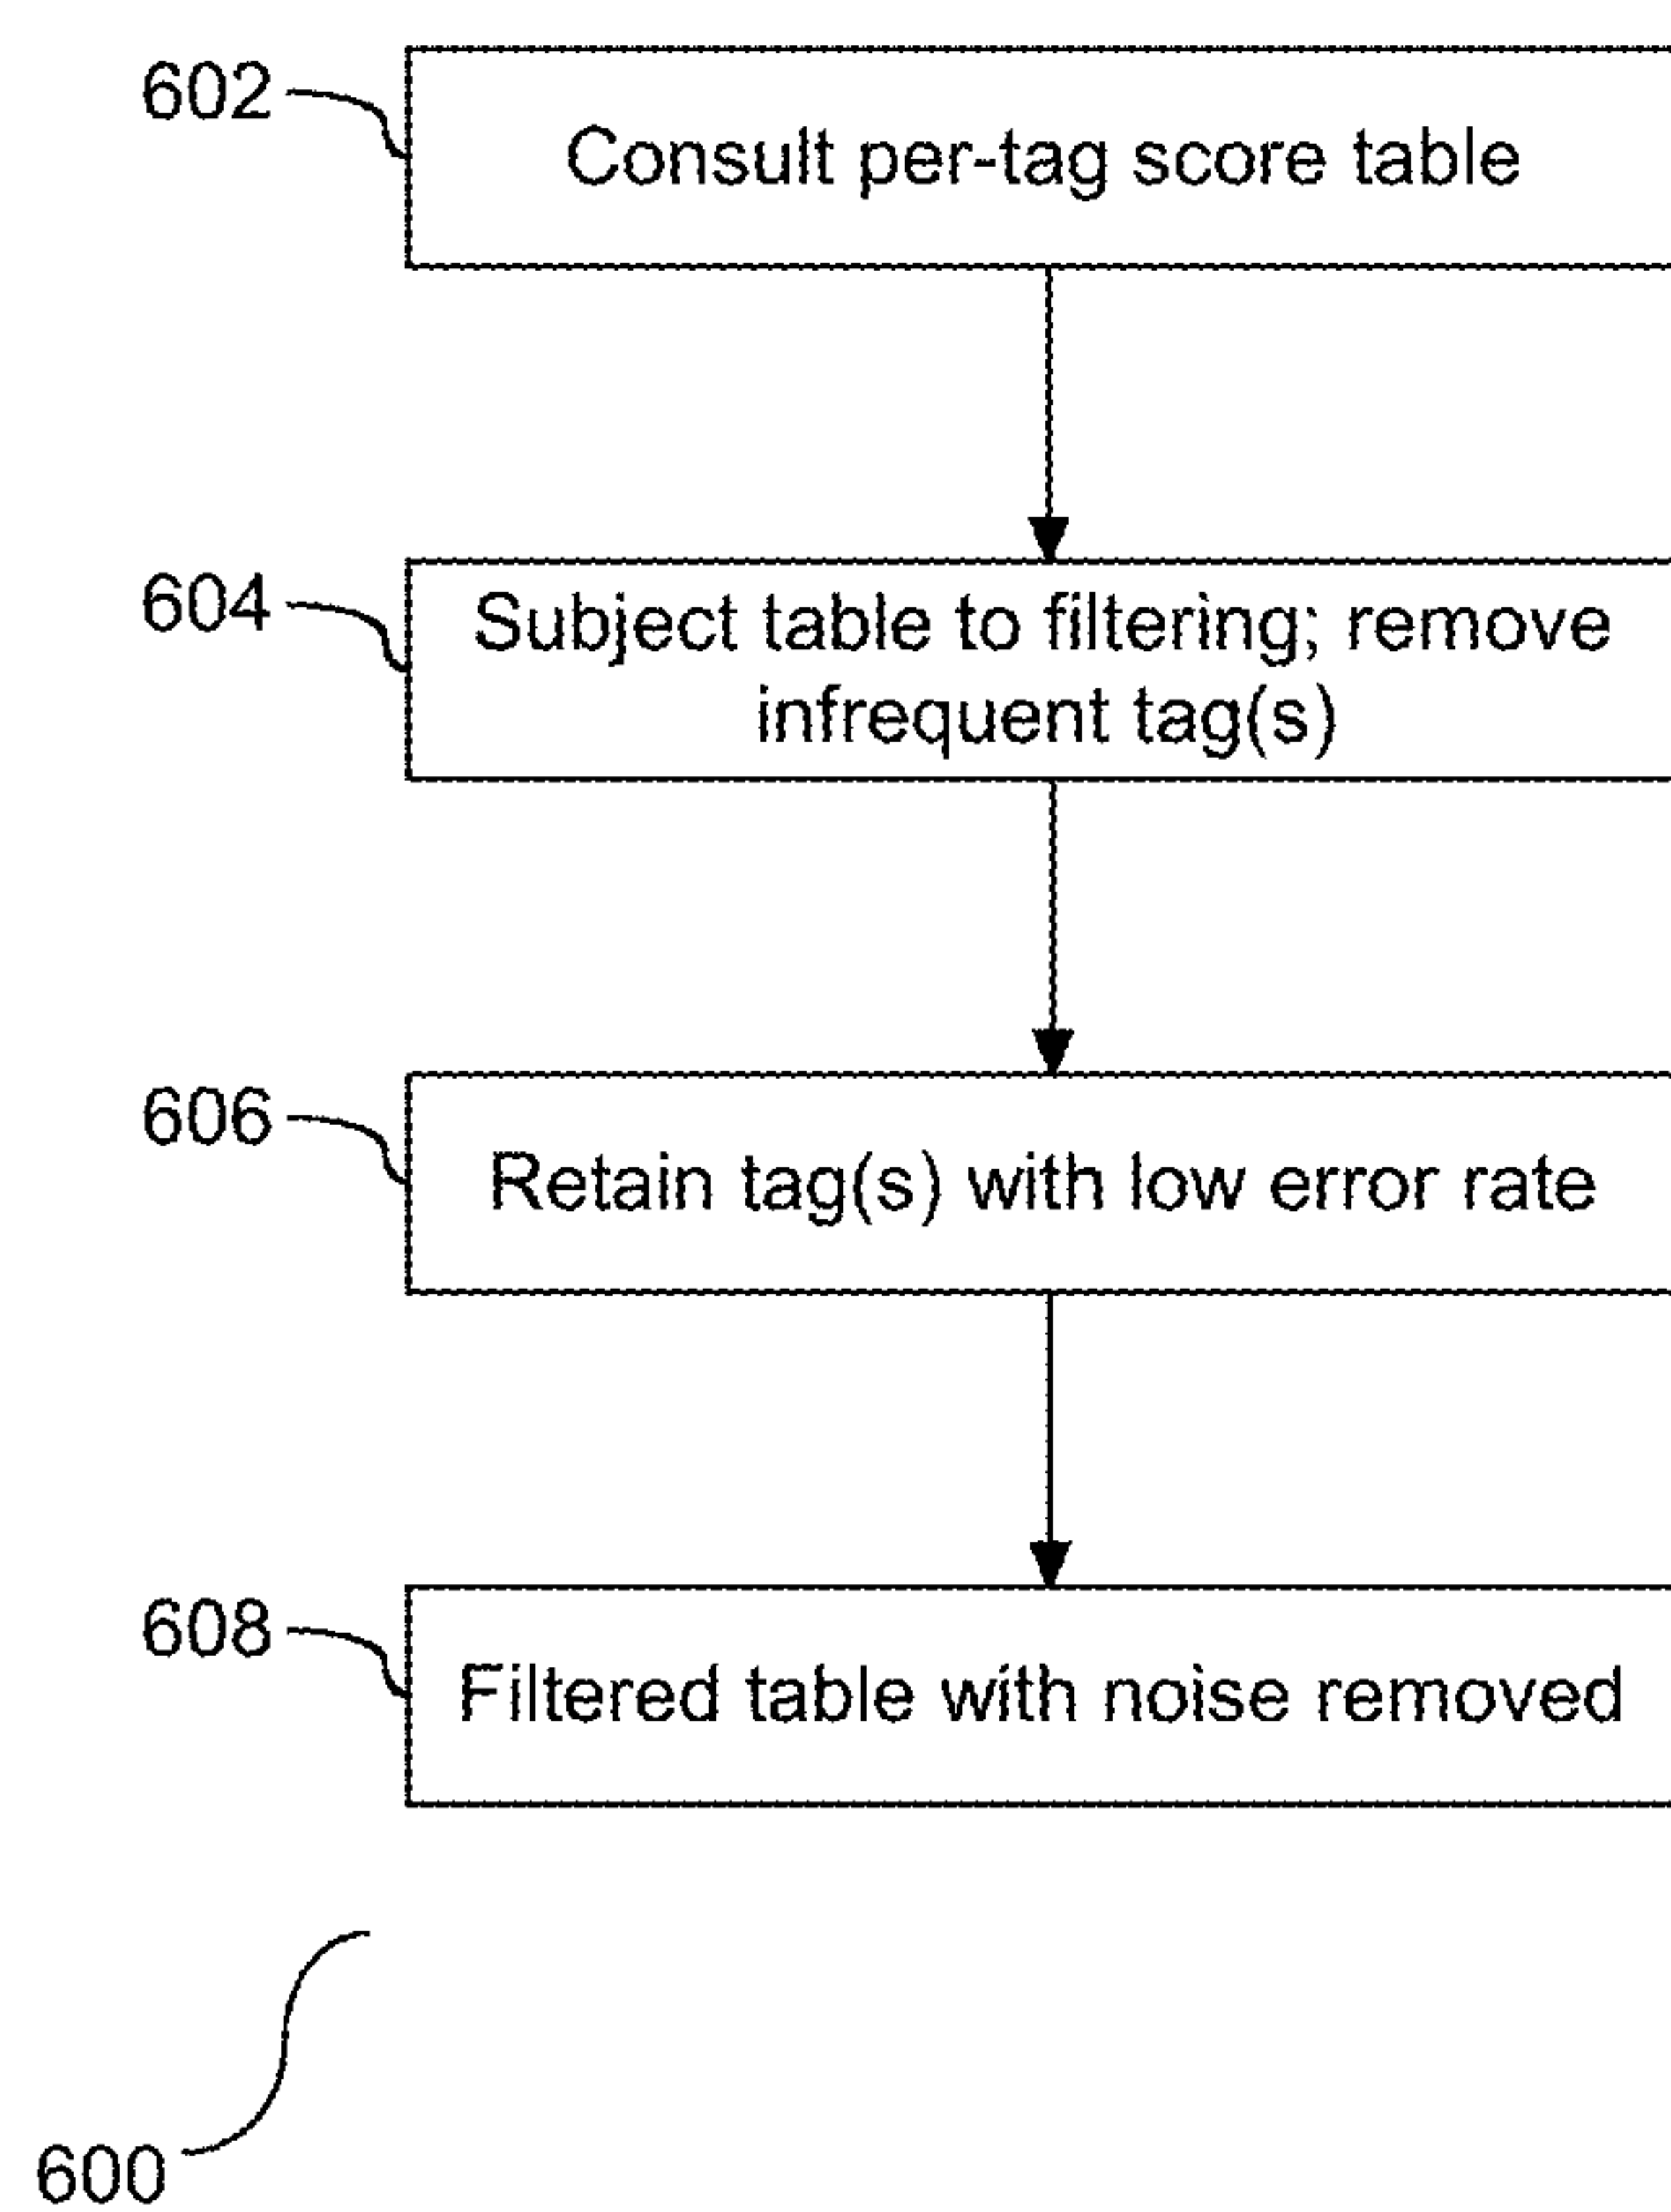 602
Consult per-tag score table
604
Subject table to filtering; remove
infrequent tag(s)
606
Retain tag(s) with low error rate
608
Filtered table with noise removed
600